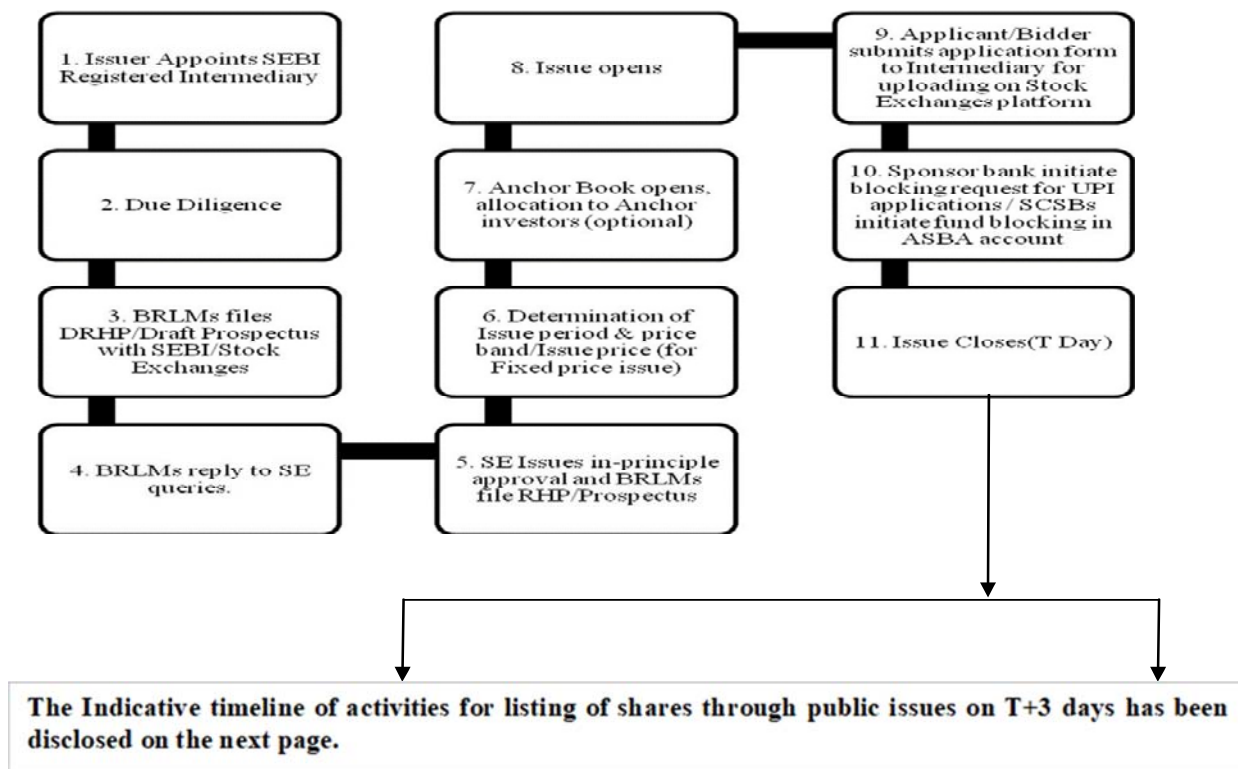 1. Issuer Appoints SEBI
Registered Intermediary
2. Due Diligence
3. BRLMs files
DRHP/Draft Prospectus
with SEBI/Stock
Exchanges
4. BRLMs reply to SE
queries.
5. SE Issues in-principle
approval and BRLMs
file RHP/Prospectus
6. Determination of
Issue period & price
band/Issue price (for
Fixed price issue)
7. Anchor Book opens,
allocation to Anchor
investors (optional)
8. Issue opens
9. Applicant/Bidder
submits application form
to Intermediary for
uploading on Stock
Exchanges platform
10. Sponsor bank initiate
blocking request for UPI
applications / SCSBs
initiate fund blocking in
ASBA account
11. Issue Closes(T Day)
The Indicative timeline of activities for listing of shares through public issues on T+3 days has been
disclosed on the next page.